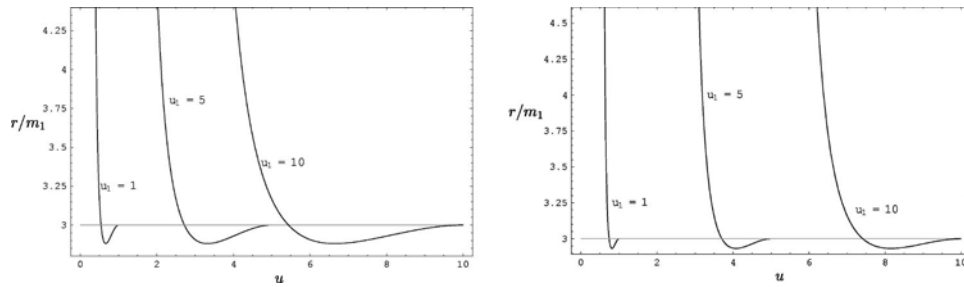 4.25
4
3.75
r/m₁
3.5
3.25
3
u₁ = 5
u₁ = 10
u₁ = 1
0 2 4 6 8 10
u
4.5
4.25
4
3.75
r/m₁
3.5
3.25
3
u₁ = 5
u₁ = 1
u₁ = 10
0 2 4 6 8 10
u